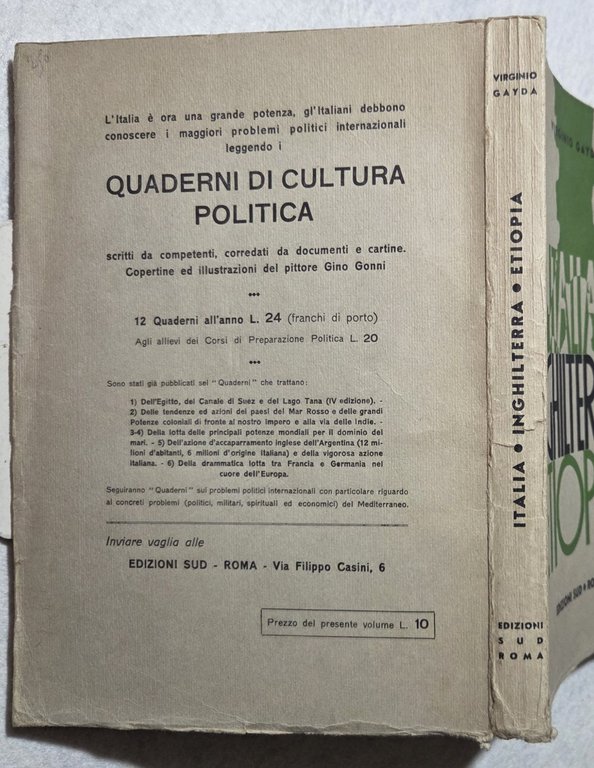 L'Italia è ora una grande potenza, gl'Italiani debbono
conoscere i maggiori problemi politici internazionali
leggendo i
QUADERNI DI CULTURA
POLITICA
scritti da competenti, corredati da documenti e cartine.
Copertine ed illustrazioni del pittore Gino Gonni
12 Quaderni all'anno L. 24 (franchi di porto)
Agli allievi dei Corsi di Preparazione Politica L. 20
Sono stati già pubblicati sei "Quaderni" che trattano:
1) Dell'Egitto, del Canale di Suez e del Lago Tana (IV edizione). -
2) Delle tendenze ed azioni dei paesi del Mar Rosso e delle grandi
Potenze coloniali di fronte al nostro Impero e alla via delle Indie. -
3-4) Della lotta delle principali potenze mondiali per il dominio dei
mari. - 5) Dell'azione d'accaparramento inglese dell'Argentina (12 mi-
lioni d'abitanti, 6 milioni d'origine italiana) e della vigorosa azione
italiana. - 6) Della drammatica lotta tra Francia e Germania nel
cuore dell'Europa.
Seguiranno "Quaderni" sui problemi politici internazionali con particolare riguardo
ai concreti problemi (politici, militari, spirituali ed economici) del Mediterraneo.
Inviare vaglia alle
EDIZIONI SUD - ROMA - Via Filippo Casini, 6
Prezzo del presente volume L. 10
VIRGINIO
GAYDA
ITALIA • INGHILTERRA • ETIOPIA
EDIZIONI
SUD
ROMA
VIRGINIO GAYD
ITALIA
GHILTER
TIOP
EDIZIONI SUD • RO